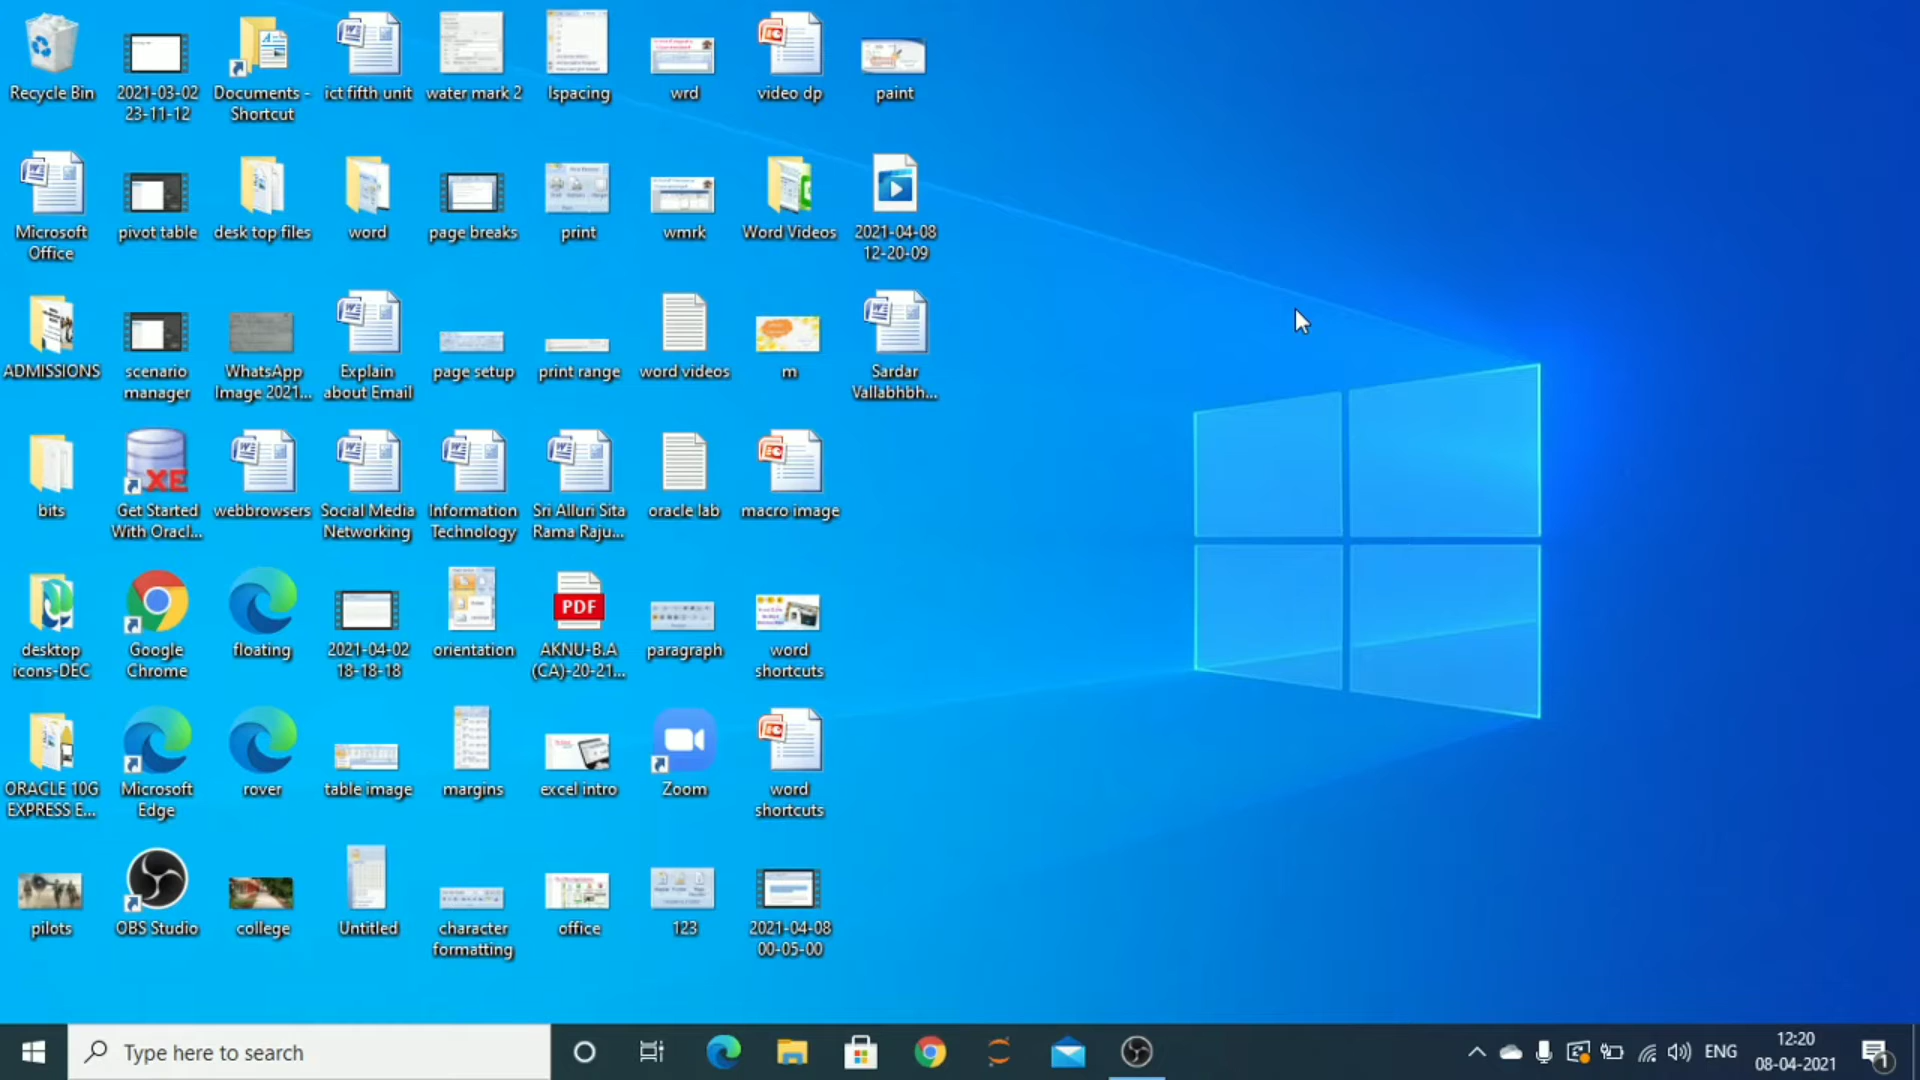 Recycle Bin
2021-03-02
23-11-12
Documents -
Shortcut
ict fifth unit
water mark 2
lspacing
wrd
video dp
paint
Microsoft
Office
pivot table
desk top files
word
page breaks
print
wmrk
Word Videos
2021-04-08
12-20-09
ADMISSIONS
scenario
manager
WhatsApp
Image 2021...
Explain
about Email
page setup
print range
word videos
m
Sardar
Vallabhbh...
bits
XE
Get Started
With Oracl...
webbrowsers
Social Media
Networking
Information
Technology
Sri Alluri Sita
Rama Raju...
oracle lab
macro image
desktop
icons-DEC
Google
Chrome
floating
2021-04-02
18-18-18
orientation
PDF
AKNU-B.A
(CA)-20-21...
paragraph
word
shortcuts
ORACLE 10G
EXPRESS E...
Microsoft
Edge
rover
table image
margins
excel intro
Zoom
word
shortcuts
pilots
OBS Studio
college
Untitled
character
formatting
office
123
2021-04-08
00-05-00
Type here to search
ENG
12:20
08-04-2021
1